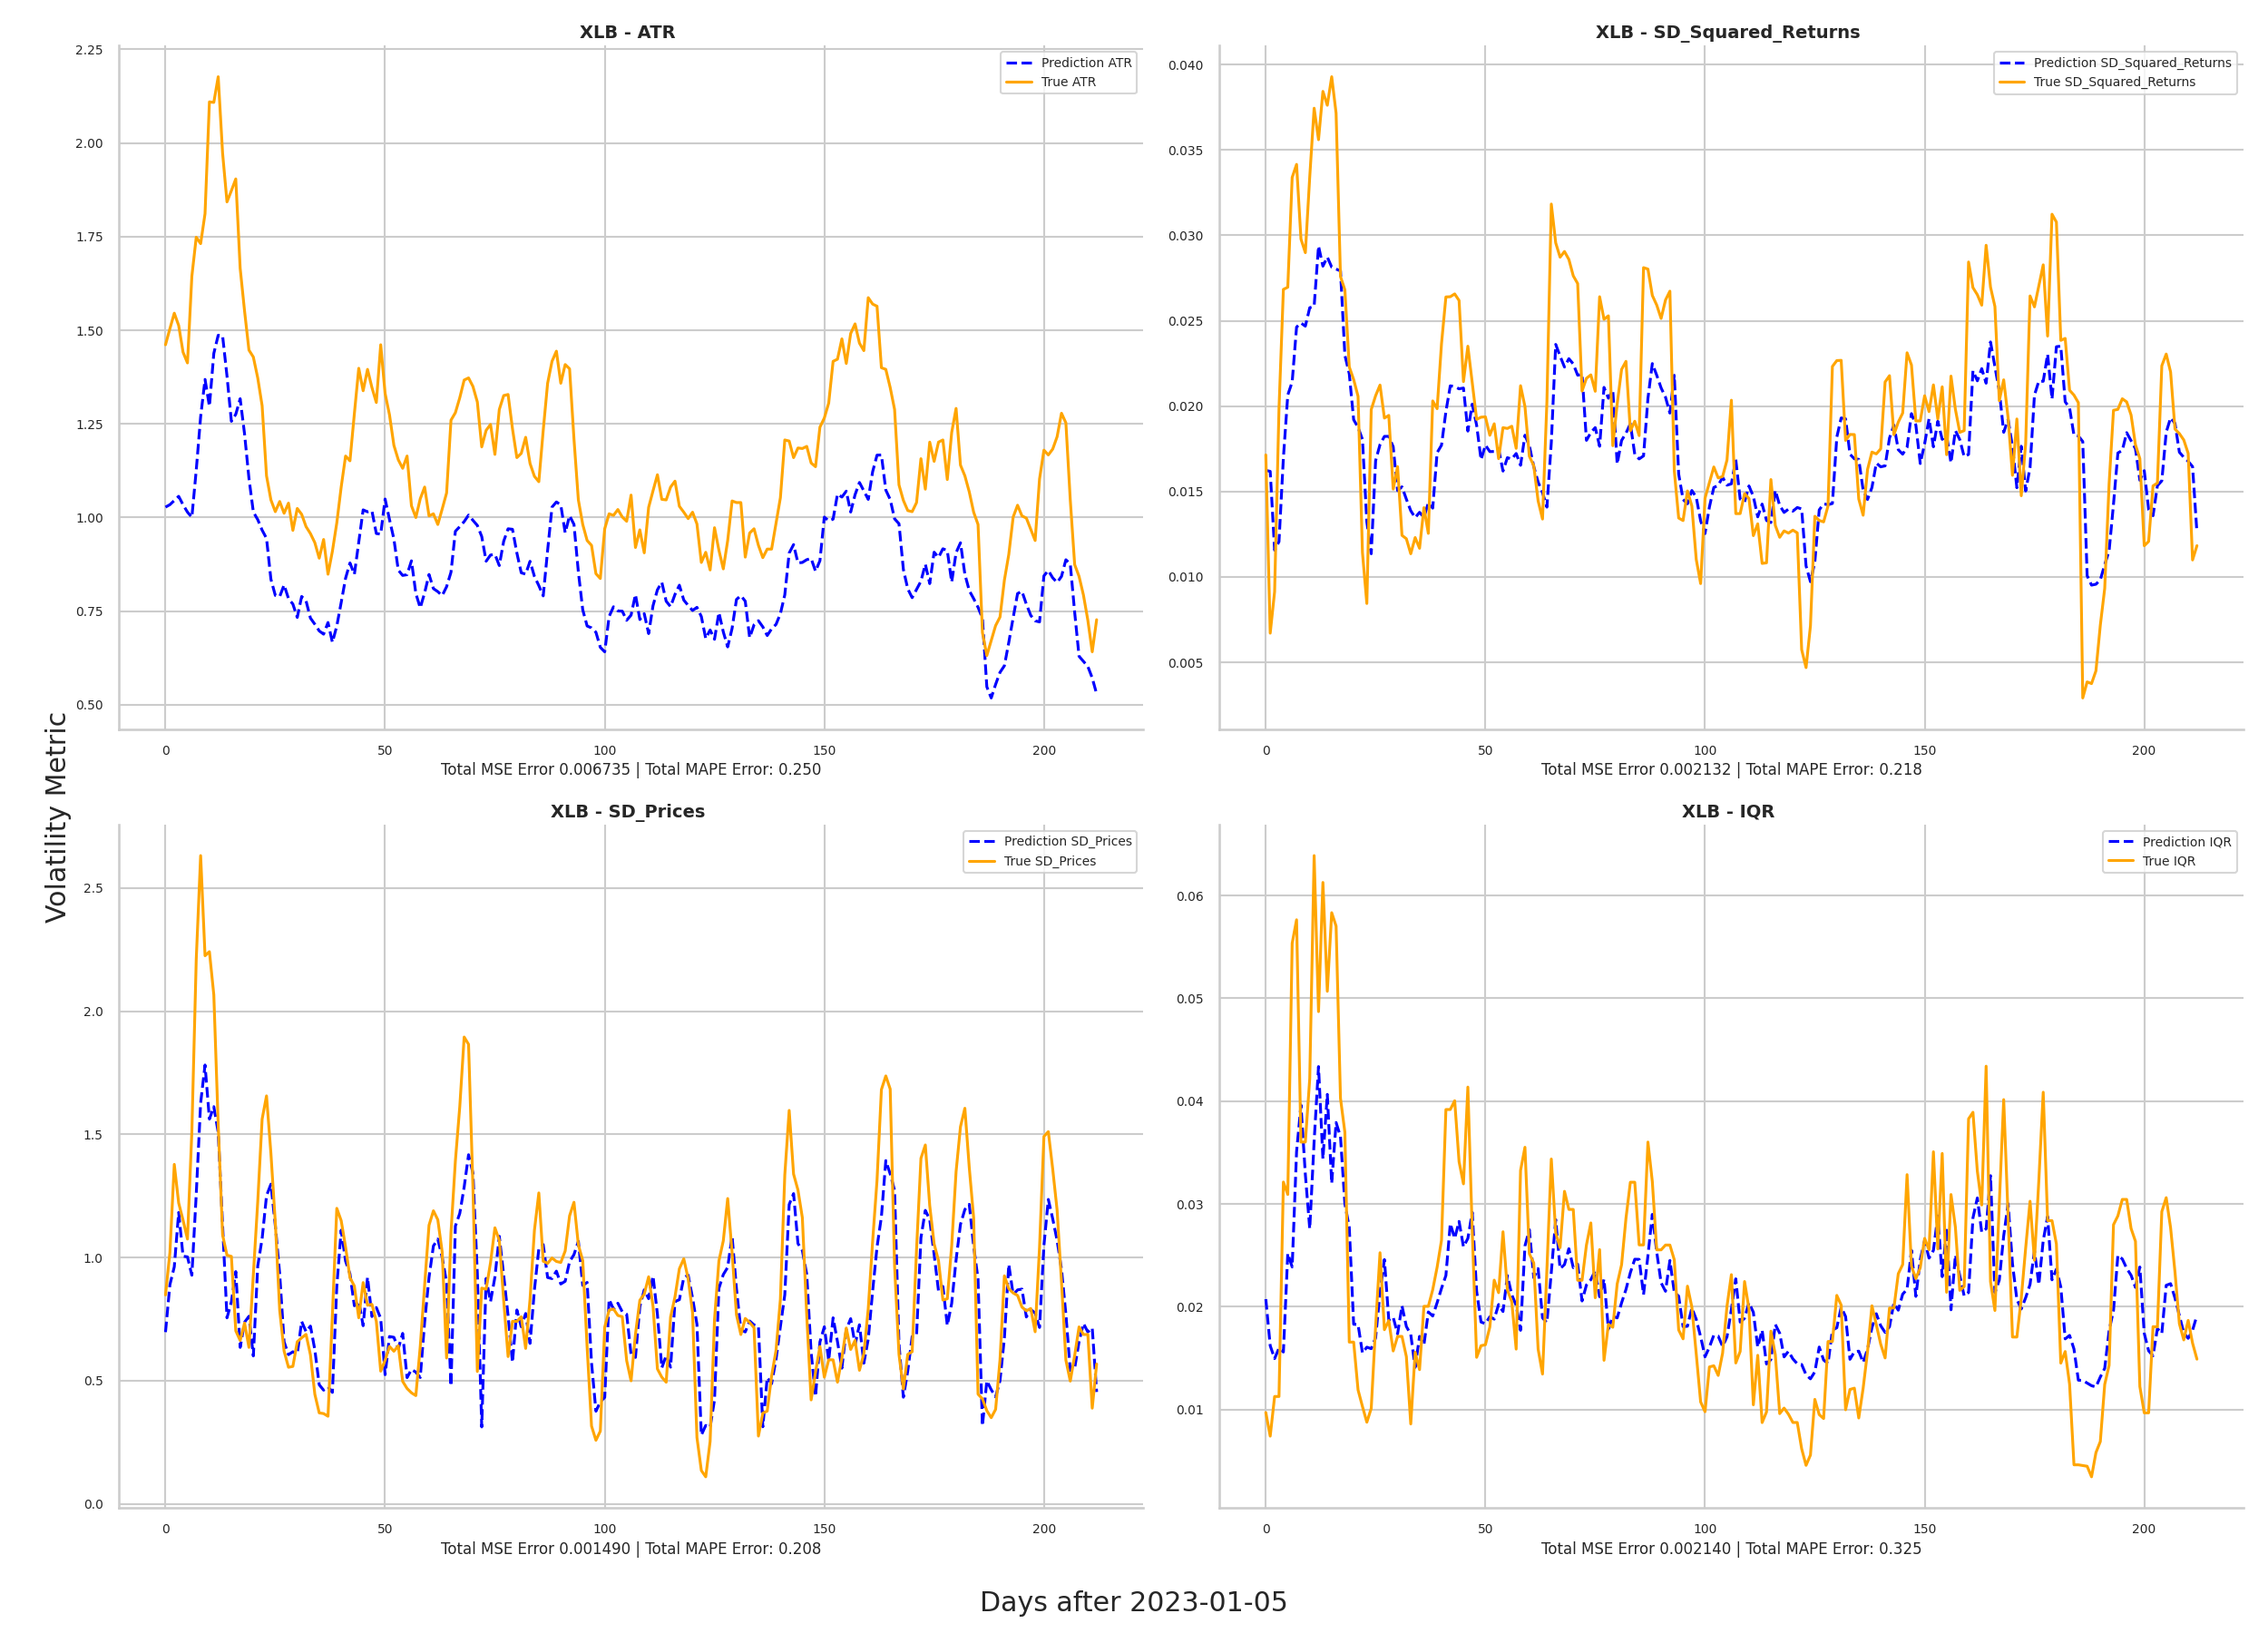 XLB - ATR
Prediction ATR
True ATR
2.25
2.00
1.75
1.50
1.25
1.00
0.75
0.50
0
50
100
150
200
Total MSE Error 0.006735 | Total MAPE Error: 0.250
XLB - SD_Squared_Returns
Prediction SD_Squared_Returns
True SD_Squared_Returns
0.040
0.035
0.030
0.025
0.020
0.015
0.010
0.005
0
50
100
150
200
Total MSE Error 0.002132 | Total MAPE Error: 0.218
Volatility Metric
XLB - SD_Prices
Prediction SD_Prices
True SD_Prices
2.5
2.0
1.5
1.0
0.5
0.0
0
50
100
150
200
Total MSE Error 0.001490 | Total MAPE Error: 0.208
XLB - IQR
Prediction IQR
True IQR
0.06
0.05
0.04
0.03
0.02
0.01
0
50
100
150
200
Total MSE Error 0.002140 | Total MAPE Error: 0.325
Days after 2023-01-05